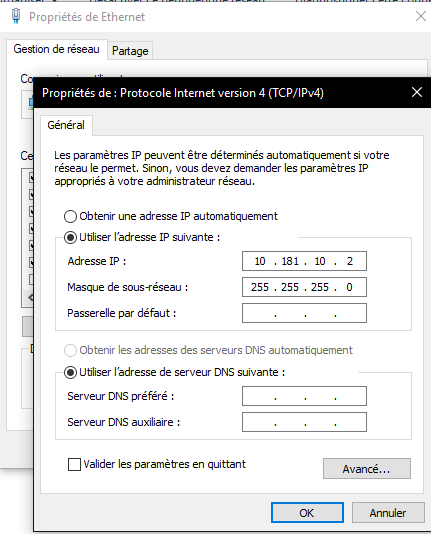 Propriétés de Ethernet
Gestion de réseau
Partage
Propriétés de : Protocole Internet version 4 (TCP/IPv4)
Général
Les paramètres IP peuvent être déterminés automatiquement si votre
réseau le permet. Sinon, vous devez demander les paramètres IP
appropriés à votre administrateur réseau.
Obtenir une adresse IP automatiquement
Utiliser l'adresse IP suivante :
Adresse IP : 10 . 181 . 10 . 2
Masque de sous-réseau : 255 . 255 . 255 . 0
Passerelle par défaut : . . .
Obtenir les adresses des serveurs DNS automatiquement
Utiliser l'adresse de serveur DNS suivante :
Serveur DNS préféré : . . .
Serveur DNS auxiliaire : . . .
Valider les paramètres en quittant
Avancé...
OK
Annuler